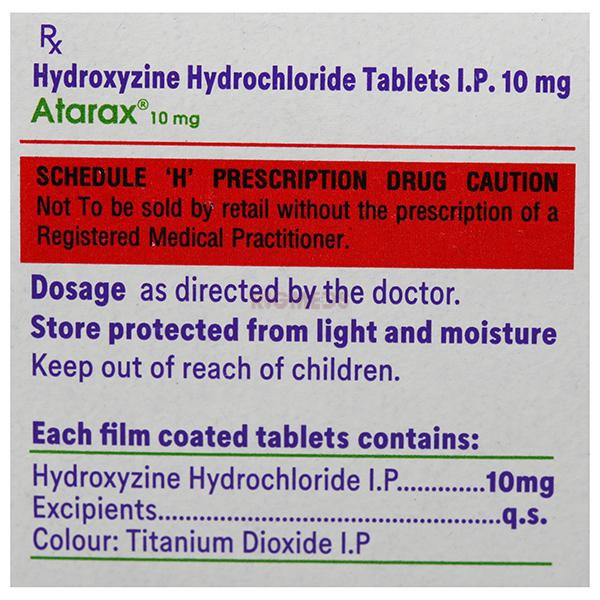 Rx
Hydroxyzine Hydrochloride Tablets I.P. 10 mg
Atarax® 10 mg
SCHEDULE 'H' PRESCRIPTION DRUG CAUTION
Not To be sold by retail without the prescription of a
Registered Medical Practitioner.
Dosage as directed by the doctor.
Store protected from light and moisture
Keep out of reach of children.
Each film coated tablets contains:
Hydroxyzine Hydrochloride I.P.............10mg
Excipients..................................................q.s.
Colour: Titanium Dioxide I.P